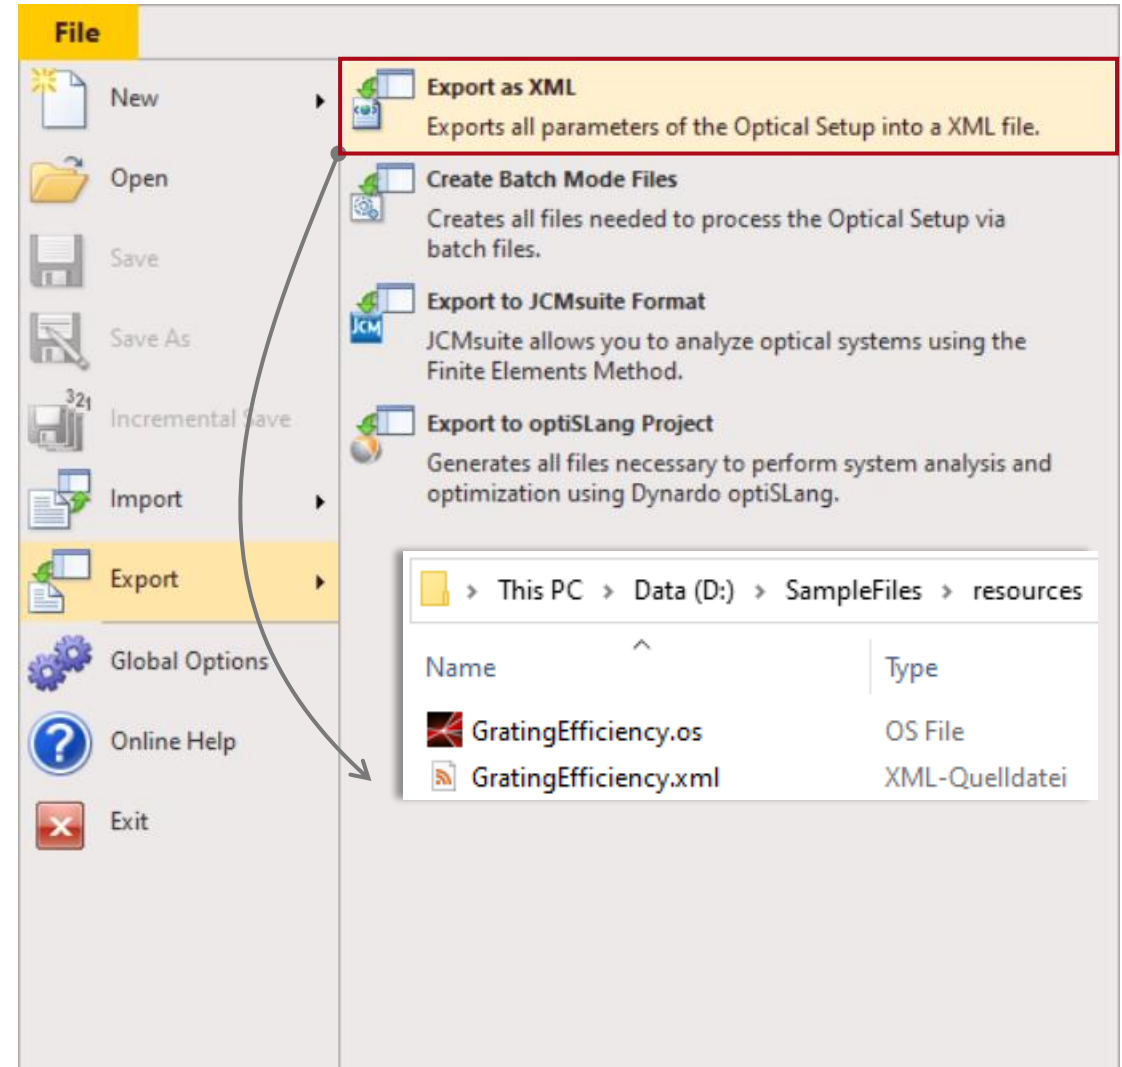 File
New
Open
Save
Save As
321
Incremental Save
Import
Export
Global Options
Online Help
Exit
Export as XML
Exports all parameters of the Optical Setup into a XML file.
Create Batch Mode Files
Creates all files needed to process the Optical Setup via
batch files.
Export to JCMsuite Format
JCM
JCMsuite allows you to analyze optical systems using the
Finite Elements Method.
Export to optiSLang Project
Generates all files necessary to perform system analysis and
optimization using Dynardo optiSLang.
This PC > Data (D:) > SampleFiles > resources
Name Type
GratingEfficiency.os OS File
GratingEfficiency.xml XML-Quelldatei